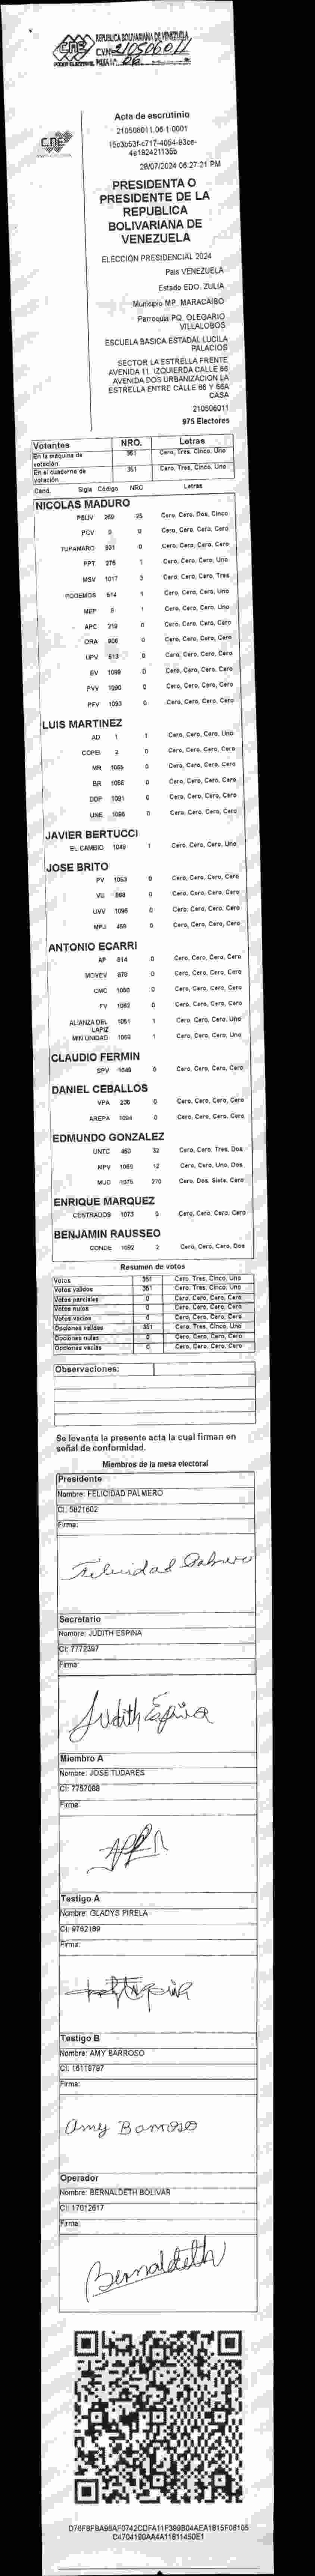 REPUBLICA BOLIVARIANA DE VENEZUELA
CNE
CVN: 210506011
PODER ELECTORAL MESA Nº 06
Acta de escrutinio
210506011.06.1.0001
CNE
4e192421135b
28/07/2024 06:27:21 PM
PRESIDENTA O
PRESIDENTE DE LA
REPUBLICA
BOLIVARIANA DE
VENEZUELA
ELECCIÓN PRESIDENCIAL 2024
Pais VENEZUELA
Estado EDO. ZULIA
Municipio MP. MARACAIBO
Parroquia PQ. OLEGARIO
VILLALOBOS
ESCUELA BASICA ESTADAL LUCILA
PALACIOS
SECTOR LA ESTRELLA FRENTE
AVENIDA 11. IZQUIERDA CALLE 66
AVENIDA DOS URBANIZACION LA
ESTRELLA ENTRE CALLE 66 Y 66A
CASA
210506011
975 Electores
Votantes NRO. Letras
En la maquina de votación 351 Cero, Tres, Cinco, Uno
En el cuaderno de votación 351 Cero, Tres, Cinco, Uno
Cand. Sigla Código NRO Letras
NICOLAS MADURO
PSUV 269 25 Cero, Cero, Dos, Cinco
PCV 9 0 Cero, Cero, Cero, Cero
TUPAMARO 931 0 Cero, Cero, Cero, Cero
PPT 276 1 Cero, Cero, Cero, Uno
MSV 1017 3 Cero, Cero, Cero, Tres
PODEMOS 614 1 Cero, Cero, Cero, Uno
MEP 8 1 Cero, Cero, Cero, Uno
APC 219 0 Cero, Cero, Cero, Cero
ORA 906 0 Cero, Cero, Cero, Cero
UPV 613 0 Cero, Cero, Cero, Cero
EV 1089 0 Cero, Cero, Cero, Cero
PVV 1090 0 Cero, Cero, Cero, Cero
PFV 1093 0 Cero, Cero, Cero, Cero
LUIS MARTINEZ
AD 1 1 Cero, Cero, Cero, Uno
COPEI 2 0 Cero, Cero, Cero, Cero
MR 1085 0 Cero, Cero, Cero, Cero
BR 1056 0 Cero, Cero, Cero, Cero
DDP 1091 0 Cero, Cero, Cero, Cero
UNE 1096 0 Cero, Cero, Cero, Cero
JAVIER BERTUCCI
EL CAMBIO 1048 1 Cero, Cero, Cero, Uno
JOSE BRITO
PV 1053 0 Cero, Cero, Cero, Cero
VU 868 0 Cero, Cero, Cero, Cero
UVV 1095 0 Cero, Cero, Cero, Cero
MPJ 459 0 Cero, Cero, Cero, Cero
ANTONIO ECARRI
AP 814 0 Cero, Cero, Cero, Cero
MOVEV 876 0 Cero, Cero, Cero, Cero
CMC 1080 0 Cero, Cero, Cero, Cero
FV 1082 0 Cero, Cero, Cero, Cero
ALIANZA DEL LAPIZ 1051 1 Cero, Cero, Cero, Uno
MIN UNIDAD 1066 1 Cero, Cero, Cero, Uno
CLAUDIO FERMIN
SPV 1049 0 Cero, Cero, Cero, Cero
DANIEL CEBALLOS
VPA 236 0 Cero, Cero, Cero, Cero
AREPA 1094 0 Cero, Cero, Cero, Cero
EDMUNDO GONZALEZ
UNTC 450 32 Cero, Cero, Tres, Dos
MPV 1069 12 Cero, Cero, Uno, Dos
MUD 1075 270 Cero, Dos, Siete, Cero
ENRIQUE MARQUEZ
CENTRADOS 1073 0 Cero, Cero, Cero, Cero
BENJAMIN RAUSSEO
CONDE 1092 2 Cero, Cero, Cero, Dos
Resumen de votos
Votos 351 Cero, Tres, Cinco, Uno
Votos validos 351 Cero, Tres, Cinco, Uno
Votos parciales 0 Cero, Cero, Cero, Cero
Votos nulos 0 Cero, Cero, Cero, Cero
Votos vacios 0 Cero, Cero, Cero, Cero
Opciones validas 351 Cero, Tres, Cinco, Uno
Opciones nulas 0 Cero, Cero, Cero, Cero
Opciones vacias 0 Cero, Cero, Cero, Cero
Observaciones:
Se levanta la presente acta la cual firman en
señal de conformidad.
Miembros de la mesa electoral
Presidente
Nombre: FELICIDAD PALMERO
CI: 5821602
Firma:
Felicidad Palmero
Secretario
Nombre: JUDITH ESPINA
CI: 7772397
Firma:
Judith Espina
Miembro A
Nombre: JOSE TUDARES
CI: 7757088
Firma:
Testigo A
Nombre: GLADYS PIRELA
CI: 9762189
Firma:
Testigo B
Nombre: AMY BARROSO
CI: 16119797
Firma:
Amy Barroso
Operador
Nombre: BERNALDETH BOLIVAR
CI: 17012617
Firma:
Bernaldeth
D76F8FBA96AF0742CDFA11F399B04AEA1815F08105
C4704190AA4A11811450E1